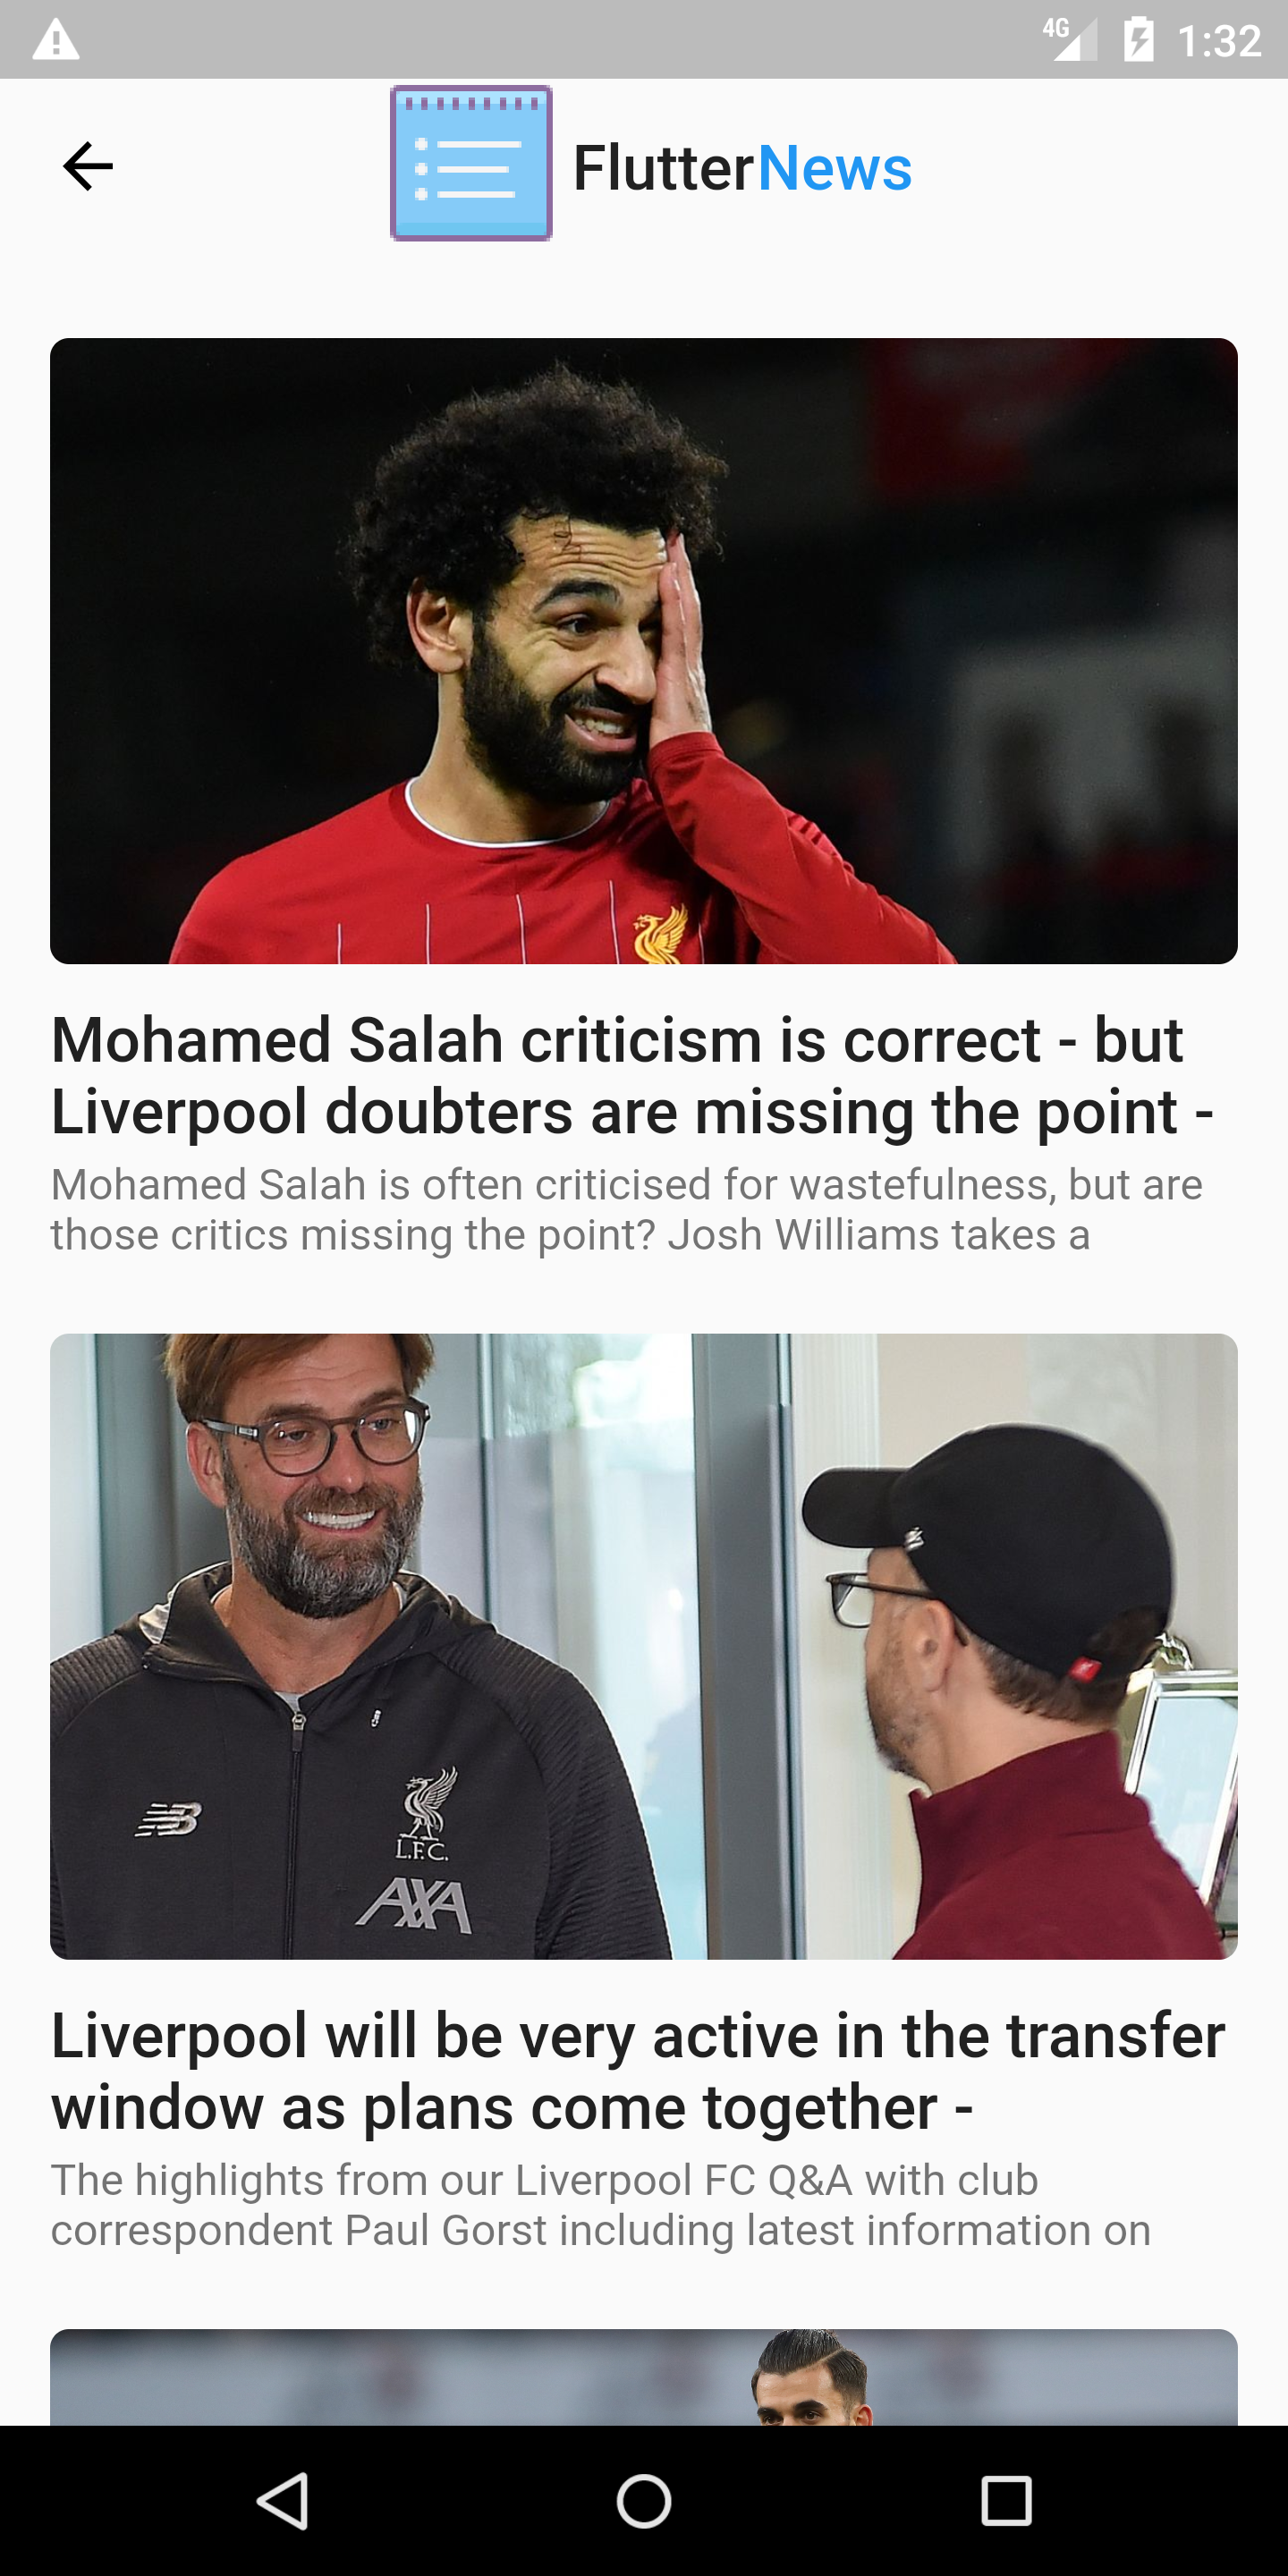 4G 1:32
FlutterNews
Mohamed Salah criticism is correct - but
Liverpool doubters are missing the point -
Mohamed Salah is often criticised for wastefulness, but are
those critics missing the point? Josh Williams takes a
L.F.C.
AXA
Liverpool will be very active in the transfer
window as plans come together -
The highlights from our Liverpool FC Q&A with club
correspondent Paul Gorst including latest information on